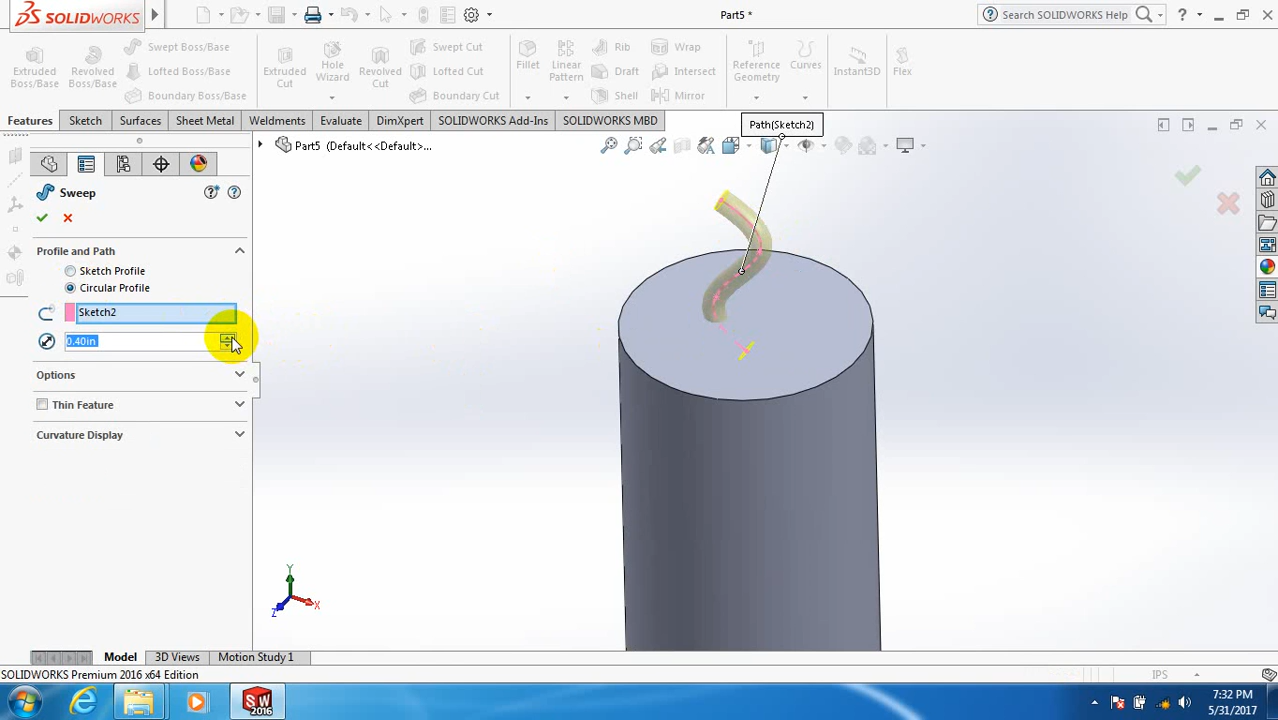 SOLIDWORKS
Part5 *
Search SOLIDWORKS Help
Extruded Boss/Base
Revolved Boss/Base
Swept Boss/Base
Lofted Boss/Base
Boundary Boss/Base
Extruded Cut
Hole Wizard
Revolved Cut
Swept Cut
Lofted Cut
Boundary Cut
Fillet
Linear Pattern
Rib
Draft
Shell
Wrap
Intersect
Mirror
Reference Geometry
Curves
Instant3D
Flex
Features
Sketch
Surfaces
Sheet Metal
Weldments
Evaluate
DimXpert
SOLIDWORKS Add-Ins
SOLIDWORKS MBD
Path(Sketch2)
Part5 (Default<<Default>...
Sweep
Profile and Path
Sketch Profile
Circular Profile
Sketch2
0.40in
Options
Thin Feature
Curvature Display
Y
X
Z
Model
3D Views
Motion Study 1
SOLIDWORKS Premium 2016 x64 Edition
IPS
SW
2016
7:32 PM
5/31/2017